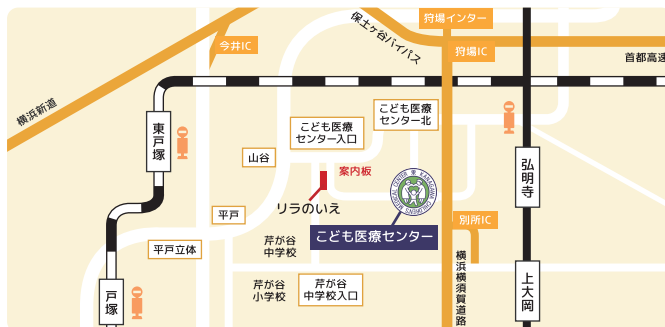 狩場インター
保土ヶ谷バイパス
今井IC
狩場IC
首都高速
横浜新道
こども医療
センター北
こども医療
センター入口
東戸塚
山谷
案内板
弘明寺
リラのいえ
平戸
別所IC
こども医療センター
芹が谷
中学校
平戸立体
横浜横須賀道路
芹が谷
小学校
芹が谷
中学校入口
戸塚
上大岡